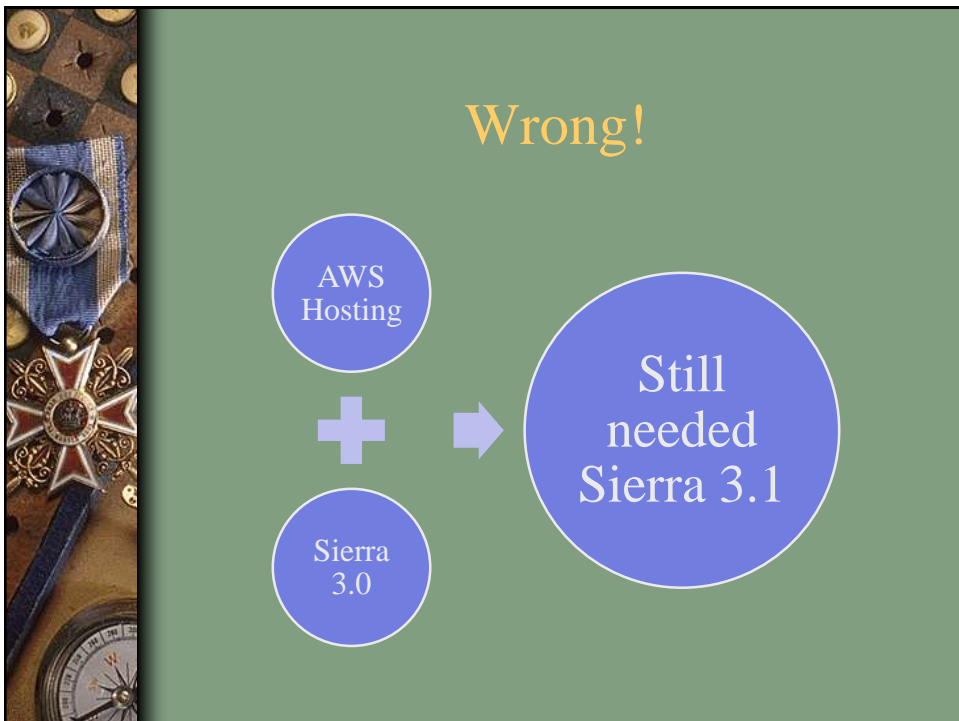 Wrong!
AWS
Hosting
Sierra
3.0
Still
needed
Sierra 3.1